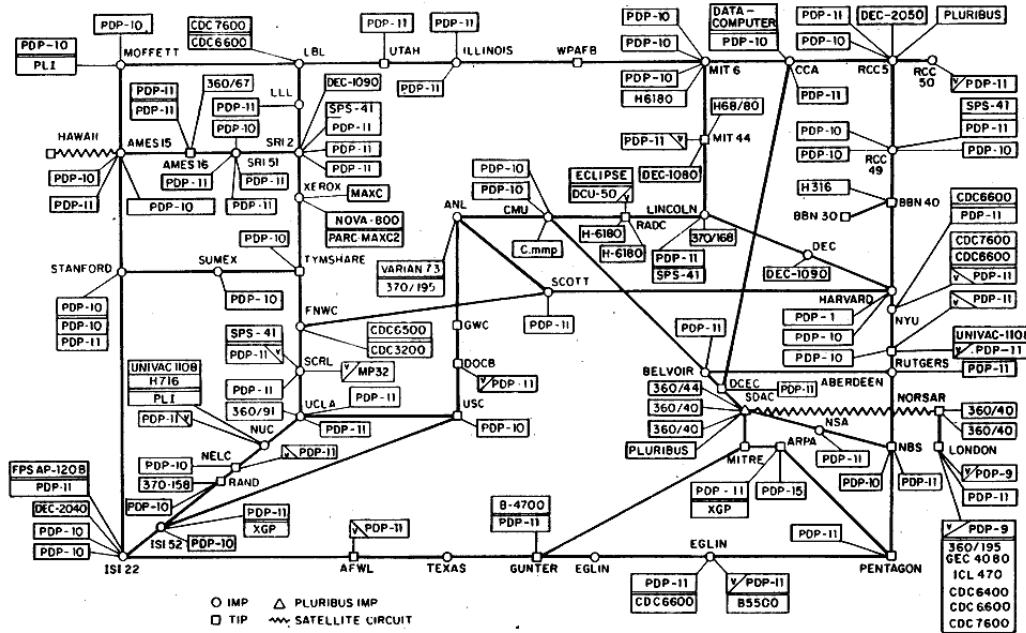 PDP-10
PDP-10
PLI
MOFFETT
CDC7600
CDC6600
LBL
PDP-11
UTAH
PDP-11
ILLINOIS
PDP-11
WPAFB
PDP-10
PDP-10
PDP-10
H6180
MIT 6
DATA-
COMPUTER
PDP-10
CCA
PDP-11
PDP-11
PDP-10
DEC-2050
PLURIBUS
RCC5
RCC
50
PDP-11
LLL
PDP-11
PDP-11
360/67
PDP-11
DEC-1090
SPS-41
PDP-11
PDP-11
PDP-11
SRI 2
HAWAII
AMES15
AMES16
PDP-10
SRI 51
PDP-11
PDP-11
PDP-10
PDP-11
PDP-10
H68/80
PDP-11
MIT 44
DEC-1080
SPS-41
PDP-11
PDP-10
PDP-10
PDP-10
RCC
49
XEROX
MAXC
NOVA-800
PARC-MAXC2
PDP-10
PDP-10
ANL
CMU
C.mmp
ECLIPSE
DCU-50
RADC
H-6180
H-6180
LINCOLN
370/168
PDP-11
SPS-41
H316
BBN 30
BBN 40
CDC6600
PDP-11
CDC7600
CDC6600
PDP-11
PDP-11
DEC
DEC-1090
STANFORD
SUMEX
PDP-10
PDP-10
TYMSHARE
PDP-10
PDP-10
PDP-11
VARIAN 73
370/195
SCOTT
PDP-11
HARVARD
PDP-1
PDP-10
PDP-10
NYU
FNWC
CDC6500
CDC3200
GWC
SPS-41
PDP-11
SCRL
MP32
DOCB
PDP-11
PDP-11
BELVOIR
UNIVAC-1108
PDP-11
PDP-11
RUTGERS
ABERDEEN
UNIVAC 1108
H716
PLI
PDP-11
PDP-11
360/91
UCLA
PDP-11
PDP-11
USC
PDP-10
360/44
360/40
360/40
PLURIBUS
DCEC
PDP-11
SDAC
NORSAR
360/40
360/40
NUC
NELC
PDP-11
PDP-10
370-158
RAND
PDP-10
MITRE
ARPA
NSA
PDP-11
NBS
PDP-10
PDP-11
LONDON
PDP-9
PDP-11
PDP-11
XGP
PDP-15
FPS AP-120B
PDP-11
DEC-2040
PDP-10
PDP-10
PDP-11
XGP
PDP-10
ISI 52
ISI 22
PDP-11
AFWL
TEXAS
B-4700
PDP-11
GUNTER
EGLIN
EGLIN
PDP-11
CDC6600
PDP-11
B5500
PDP-11
PENTAGON
PDP-9
360/195
GEC 4080
ICL 470
CDC6400
CDC6600
CDC7600
IMP
PLURIBUS IMP
TIP
SATELLITE CIRCUIT